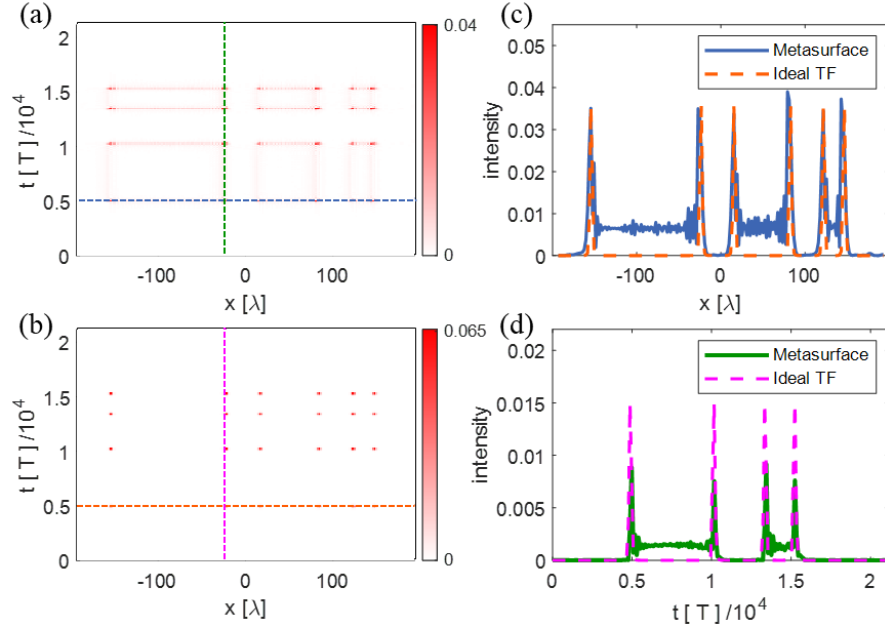 (a)
0.04
2
1.5
1
0.5
0
0
-100
0
100
t [ T ] /10^4
x [λ]
(c)
0.05
0.04
0.03
0.02
0.01
0
-100
0
100
intensity
x [λ]
Metasurface
Ideal TF
(b)
0.065
2
1.5
1
0.5
0
0
-100
0
100
t [ T ] /10^4
x [λ]
(d)
0.02
0.015
0.01
0.005
0
0
0.5
1
1.5
2
intensity
t [ T ] /10^4
Metasurface
Ideal TF